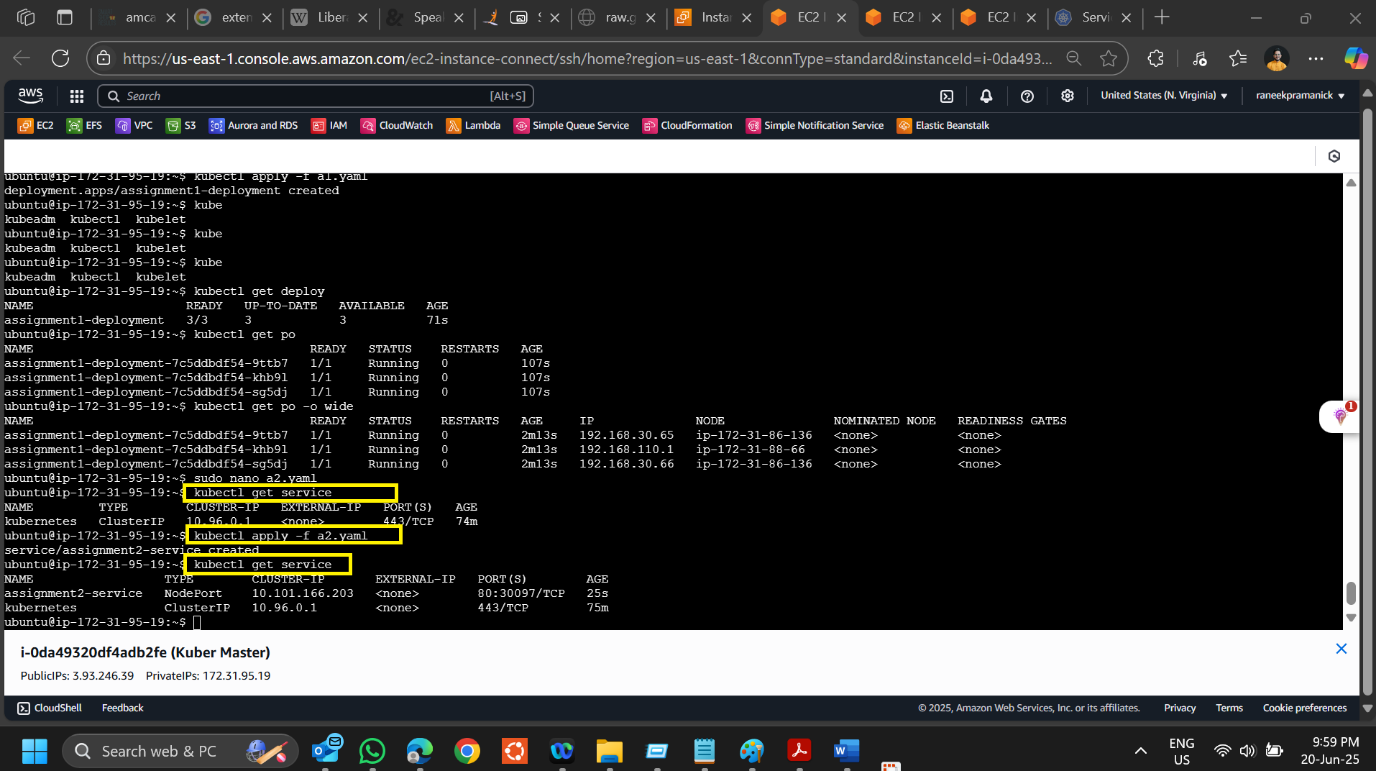 amca
exten
Libera
Speal
S
raw.g
Instar
EC2 I
EC2 I
EC2 I
Servi
https://us-east-1.console.aws.amazon.com/ec2-instance-connect/ssh/home?region=us-east-1&connType=standard&instanceId=i-0da493...
aws Search [Alt+S] United States (N. Virginia) raneekpramanick
EC2 EFS VPC S3 Aurora and RDS IAM CloudWatch Lambda Simple Queue Service CloudFormation Simple Notification Service Elastic Beanstalk
ubuntu@ip-172-31-95-19:~$ kubectl apply -f a1.yaml
deployment.apps/assignment1-deployment created
ubuntu@ip-172-31-95-19:~$ kube
kubeadm kubectl kubelet
ubuntu@ip-172-31-95-19:~$ kube
kubeadm kubectl kubelet
ubuntu@ip-172-31-95-19:~$ kube
kubeadm kubectl kubelet
ubuntu@ip-172-31-95-19:~$ kubectl get deploy
NAME READY UP-TO-DATE AVAILABLE AGE
assignment1-deployment 3/3 3 3 71s
ubuntu@ip-172-31-95-19:~$ kubectl get po
NAME READY STATUS RESTARTS AGE
assignment1-deployment-7c5ddbdf54-9ttb7 1/1 Running 0 107s
assignment1-deployment-7c5ddbdf54-khb9l 1/1 Running 0 107s
assignment1-deployment-7c5ddbdf54-sg5dj 1/1 Running 0 107s
ubuntu@ip-172-31-95-19:~$ kubectl get po -o wide
NAME READY STATUS RESTARTS AGE IP NODE NOMINATED NODE READINESS GATES
assignment1-deployment-7c5ddbdf54-9ttb7 1/1 Running 0 2m13s 192.168.30.65 ip-172-31-86-136 <none> <none>
assignment1-deployment-7c5ddbdf54-khb9l 1/1 Running 0 2m13s 192.168.110.1 ip-172-31-88-66 <none> <none>
assignment1-deployment-7c5ddbdf54-sg5dj 1/1 Running 0 2m13s 192.168.30.66 ip-172-31-86-136 <none> <none>
ubuntu@ip-172-31-95-19:~$ sudo nano a2.yaml
ubuntu@ip-172-31-95-19:~$ kubectl get service
NAME TYPE CLUSTER-IP EXTERNAL-IP PORT(S) AGE
kubernetes ClusterIP 10.96.0.1 <none> 443/TCP 74m
ubuntu@ip-172-31-95-19:~$ kubectl apply -f a2.yaml
service/assignment2-service created
ubuntu@ip-172-31-95-19:~$ kubectl get service
NAME TYPE CLUSTER-IP EXTERNAL-IP PORT(S) AGE
assignment2-service NodePort 10.101.166.203 <none> 80:30097/TCP 25s
kubernetes ClusterIP 10.96.0.1 <none> 443/TCP 75m
ubuntu@ip-172-31-95-19:~$
1
i-0da49320df4adb2fe (Kuber Master)
PublicIPs: 3.93.246.39 PrivateIPs: 172.31.95.19
CloudShell Feedback © 2025, Amazon Web Services, Inc. or its affiliates. Privacy Terms Cookie preferences
Search web & PC
ENG
US
9:59 PM
20-Jun-25